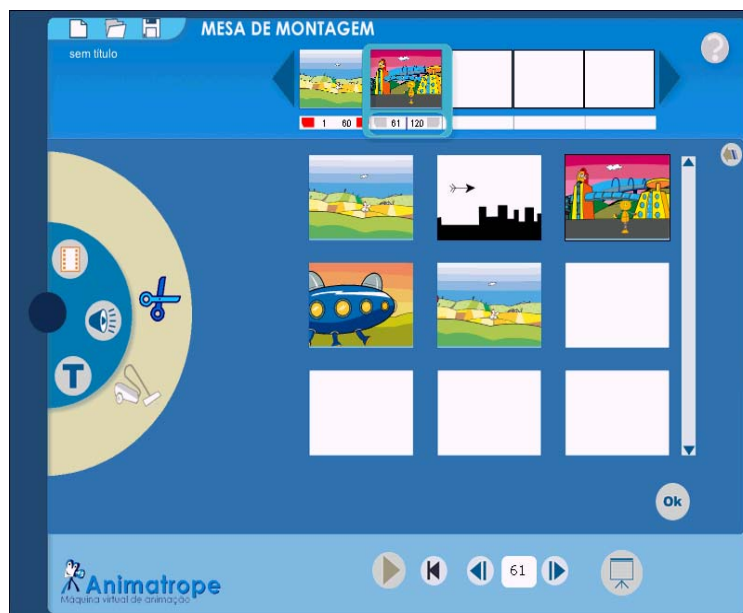 MESA DE MONTAGEM
sem título
1 60 61 120
T
Ok
61
Animatrope
Máquina virtual de animação
?